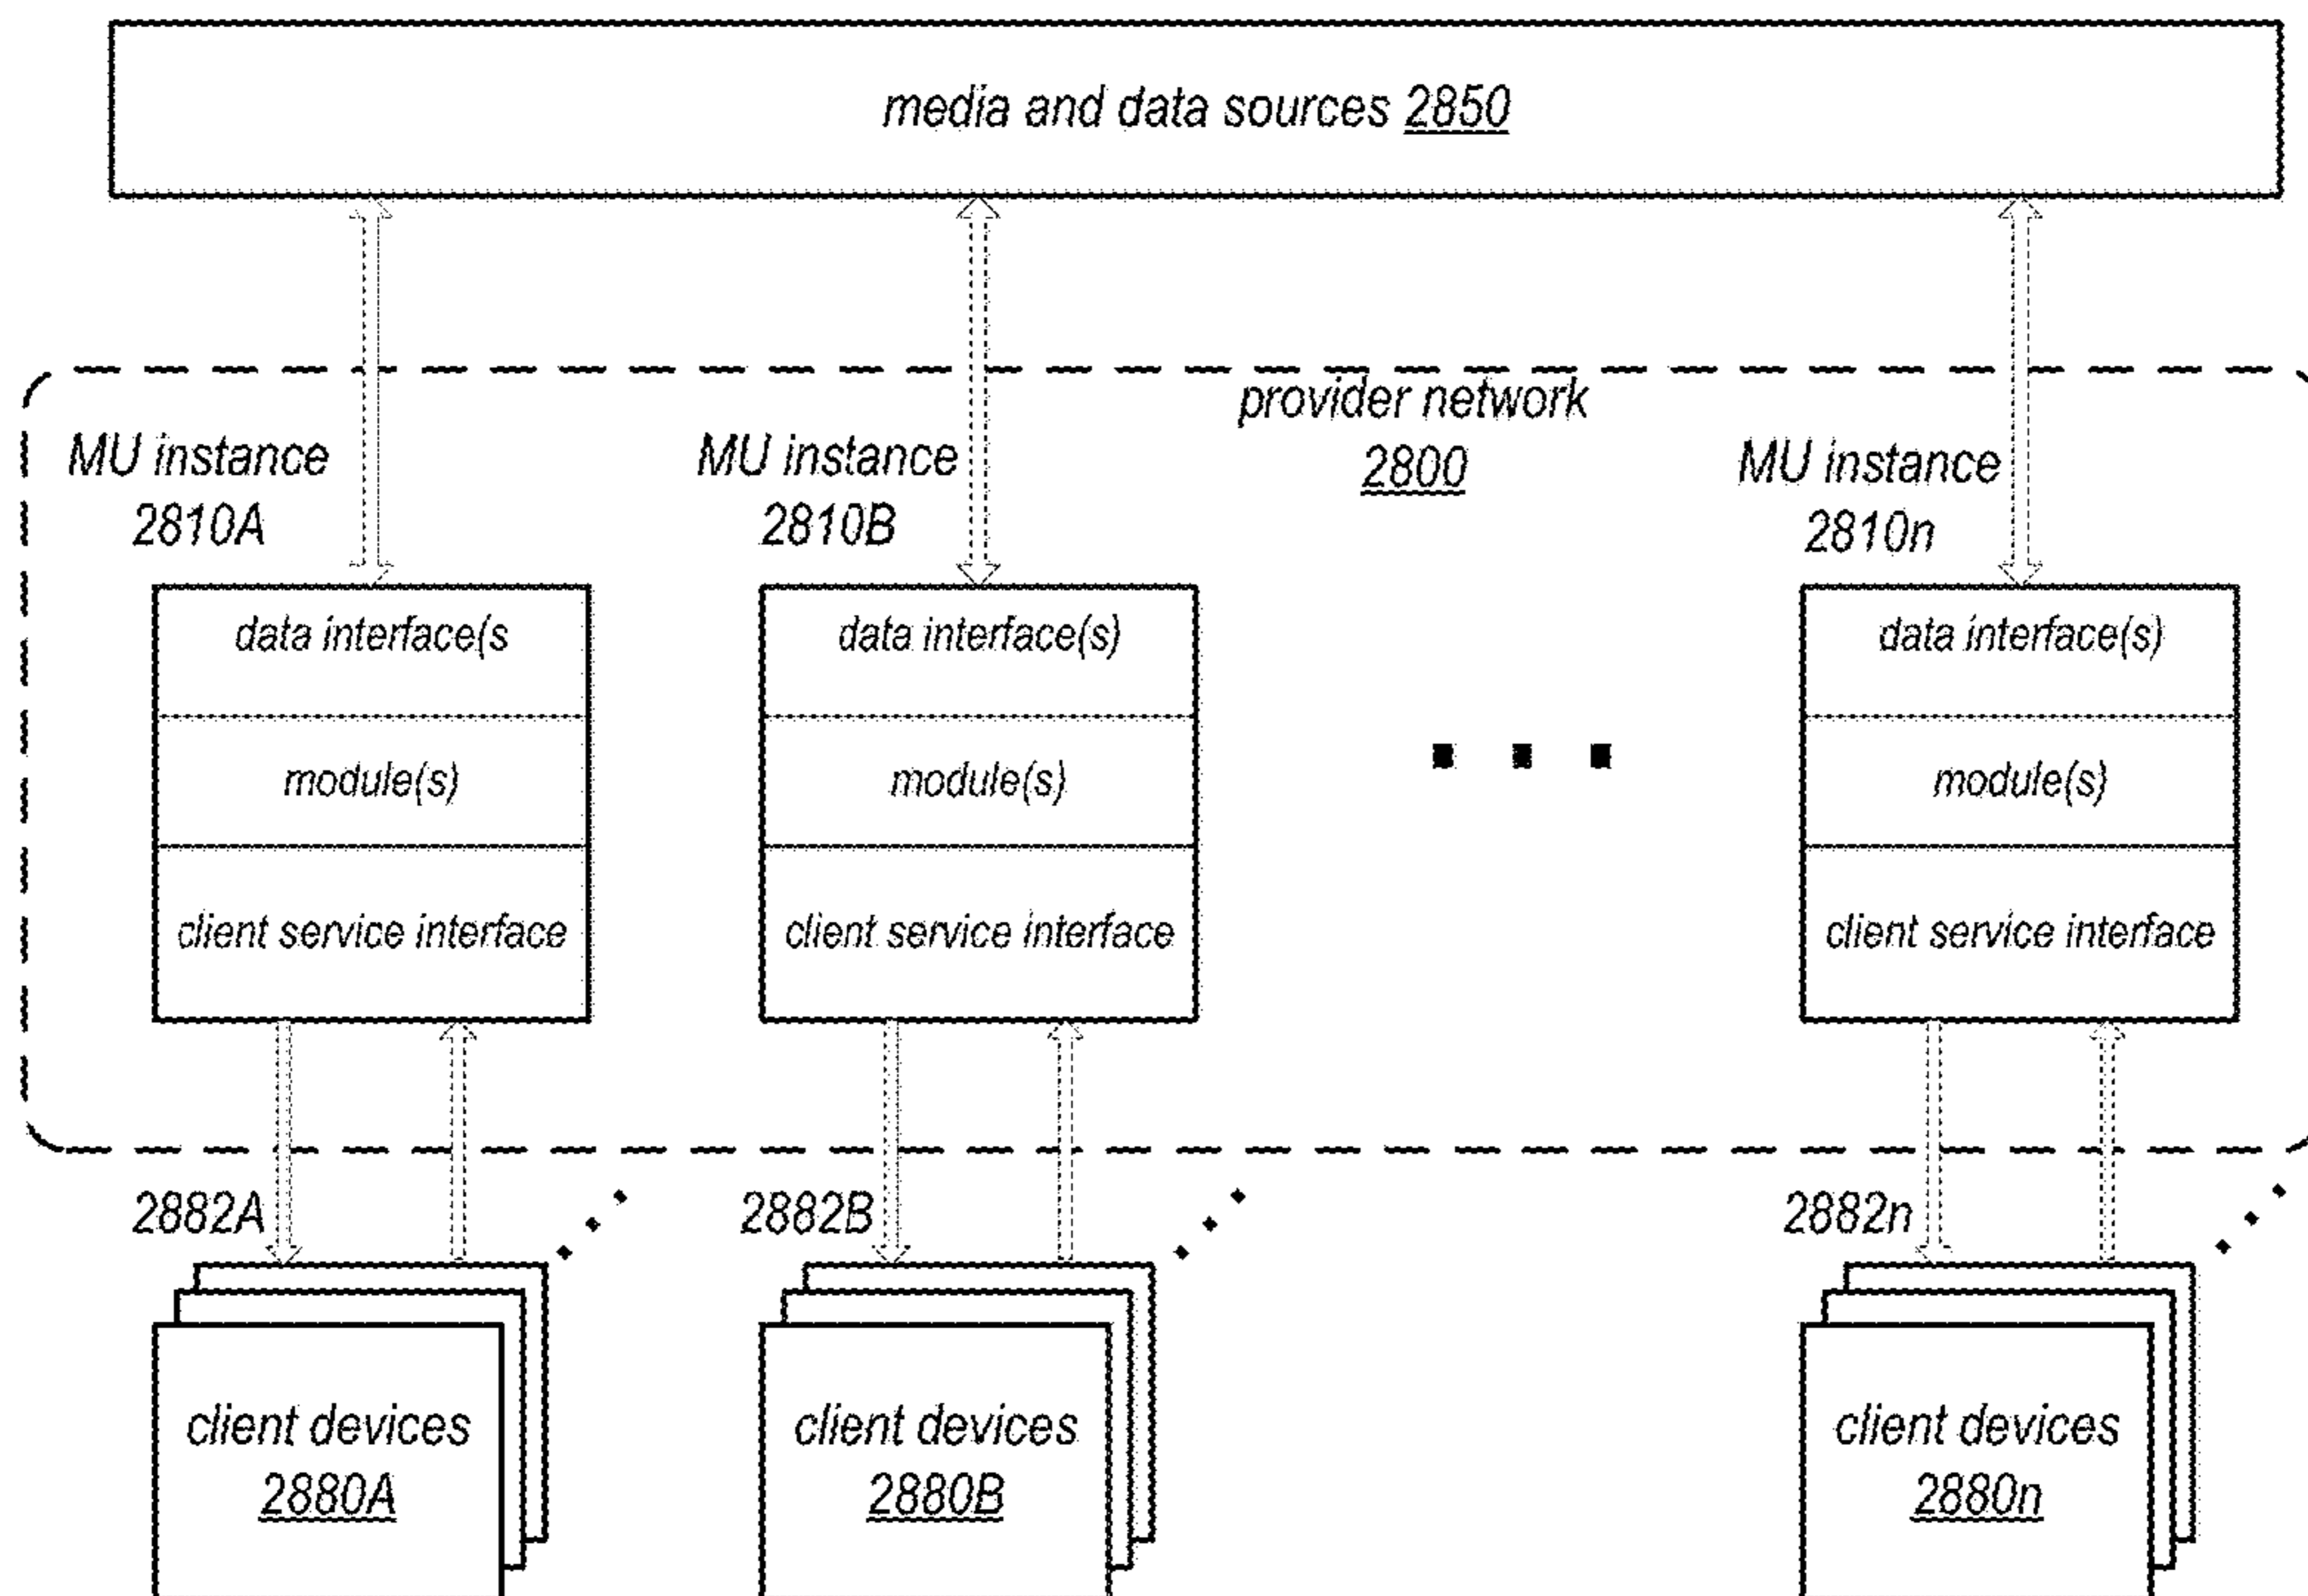 media and data sources 2850
provider network
2800
MU instance
2810A
MU instance
2810B
MU instance
2810n
data interface(s
module(s)
client service interface
data interface(s)
module(s)
client service interface
data interface(s)
module(s)
client service interface
2882A
2882B
2882n
client devices
2880A
client devices
2880B
client devices
2880n